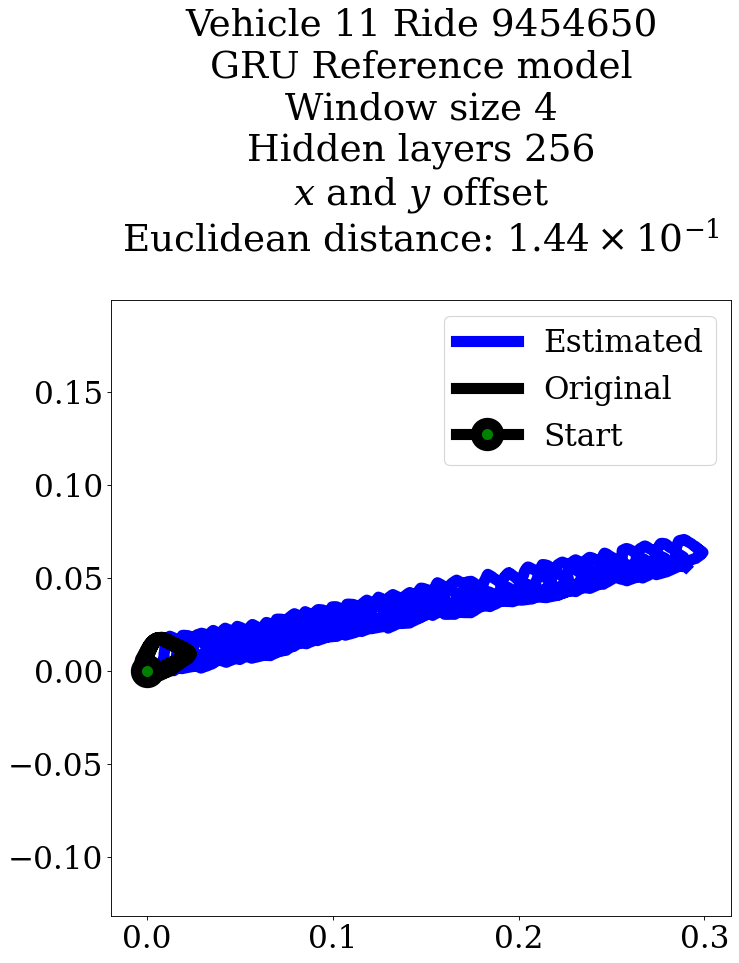 Vehicle 11 Ride 9454650
GRU Reference model
Window size 4
Hidden layers 256
x and y offset
Euclidean distance: 1.44 × 10⁻¹
Estimated
Original
Start
0.15
0.10
0.05
0.00
−0.05
−0.10
0.0 0.1 0.2 0.3